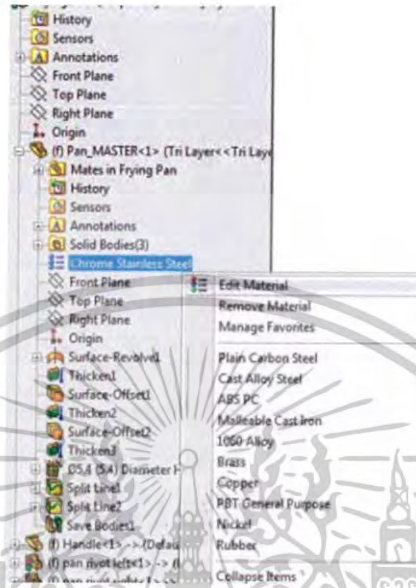 History
Sensors
Annotations
Front Plane
Top Plane
Right Plane
Origin
(f) Pan_MASTER<1> (Tri Layer<<Tri Laye
Mates in Frying Pan
History
Sensors
Annotations
Solid Bodies(3)
Chrome Stainless Steel
Front Plane
Top Plane
Right Plane
Origin
Surface-Revolve1
Thicken1
Surface-Offset1
Thicken2
Surface-Offset2
Thicken3
Diameter H
Split Line1
Split Line2
Save Bodies1
(f) Handle<1> -> (Defau
(f) pan rivot left<1> ->
Edit Material
Remove Material
Manage Favorites
Plain Carbon Steel
Cast Alloy Steel
ABS PC
Malleable Cast Iron
1060 Alloy
Brass
Copper
PBT General Purpose
Nickel
Rubber
Collapse Items